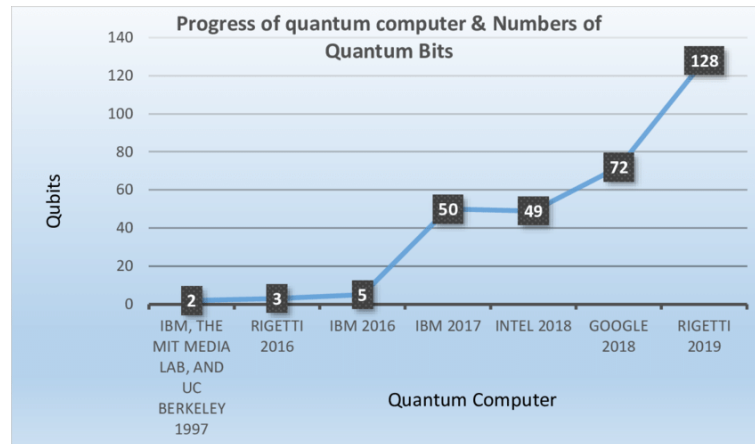 Progress of quantum computer & Numbers of
Quantum Bits
140
120
100
80
60
40
20
0
Qubits
2
3
5
50
49
72
128
IBM, THE
MIT MEDIA
LAB, AND
UC
BERKELEY
1997
RIGETTI
2016
IBM 2016
IBM 2017
INTEL 2018
GOOGLE
2018
RIGETTI
2019
Quantum Computer